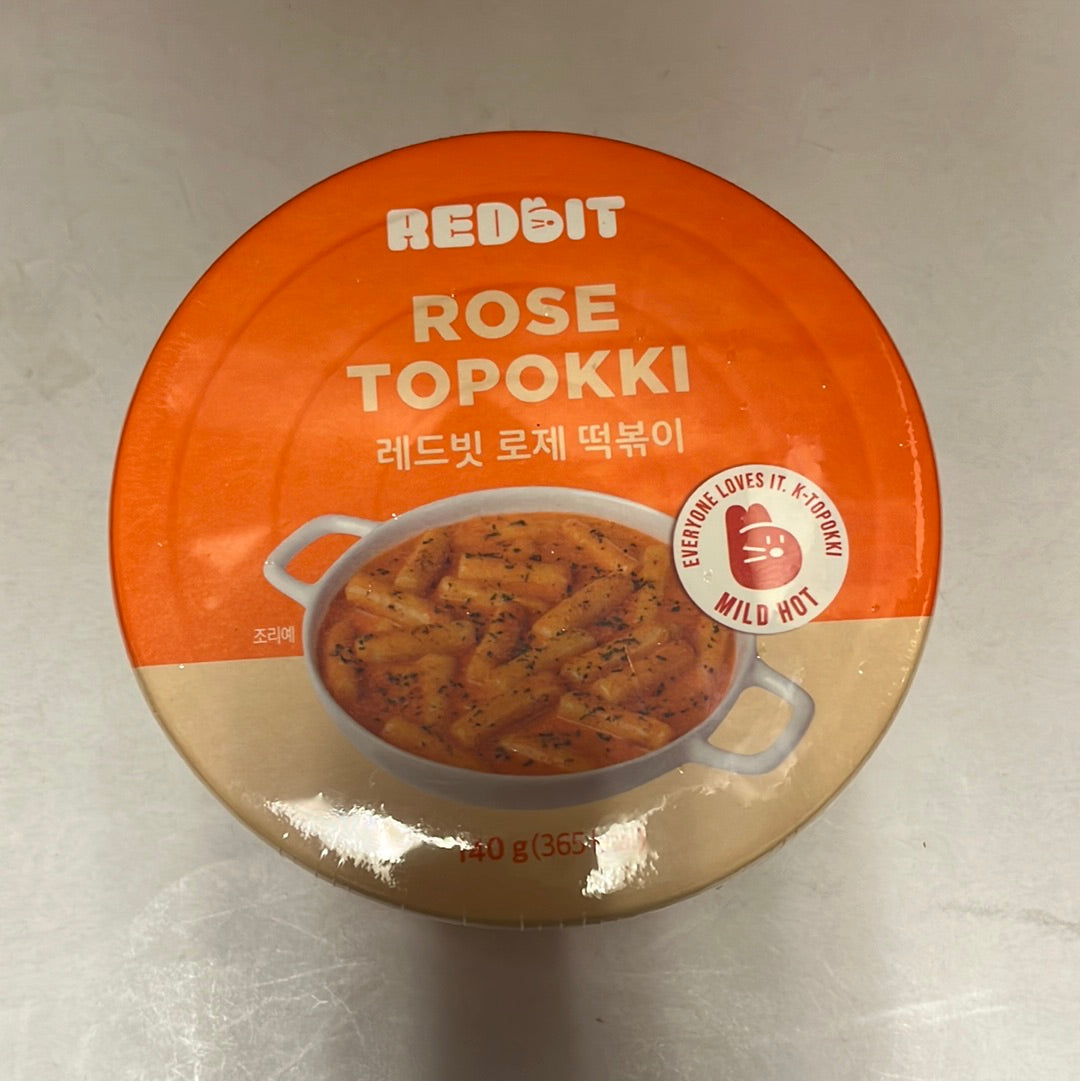 REDBIT
ROSE
TOPOKKI
레드빗 로제 떡볶이
EVERYONE LOVES IT. K-TOPOKKI
MILD HOT
조리예
140 g (365